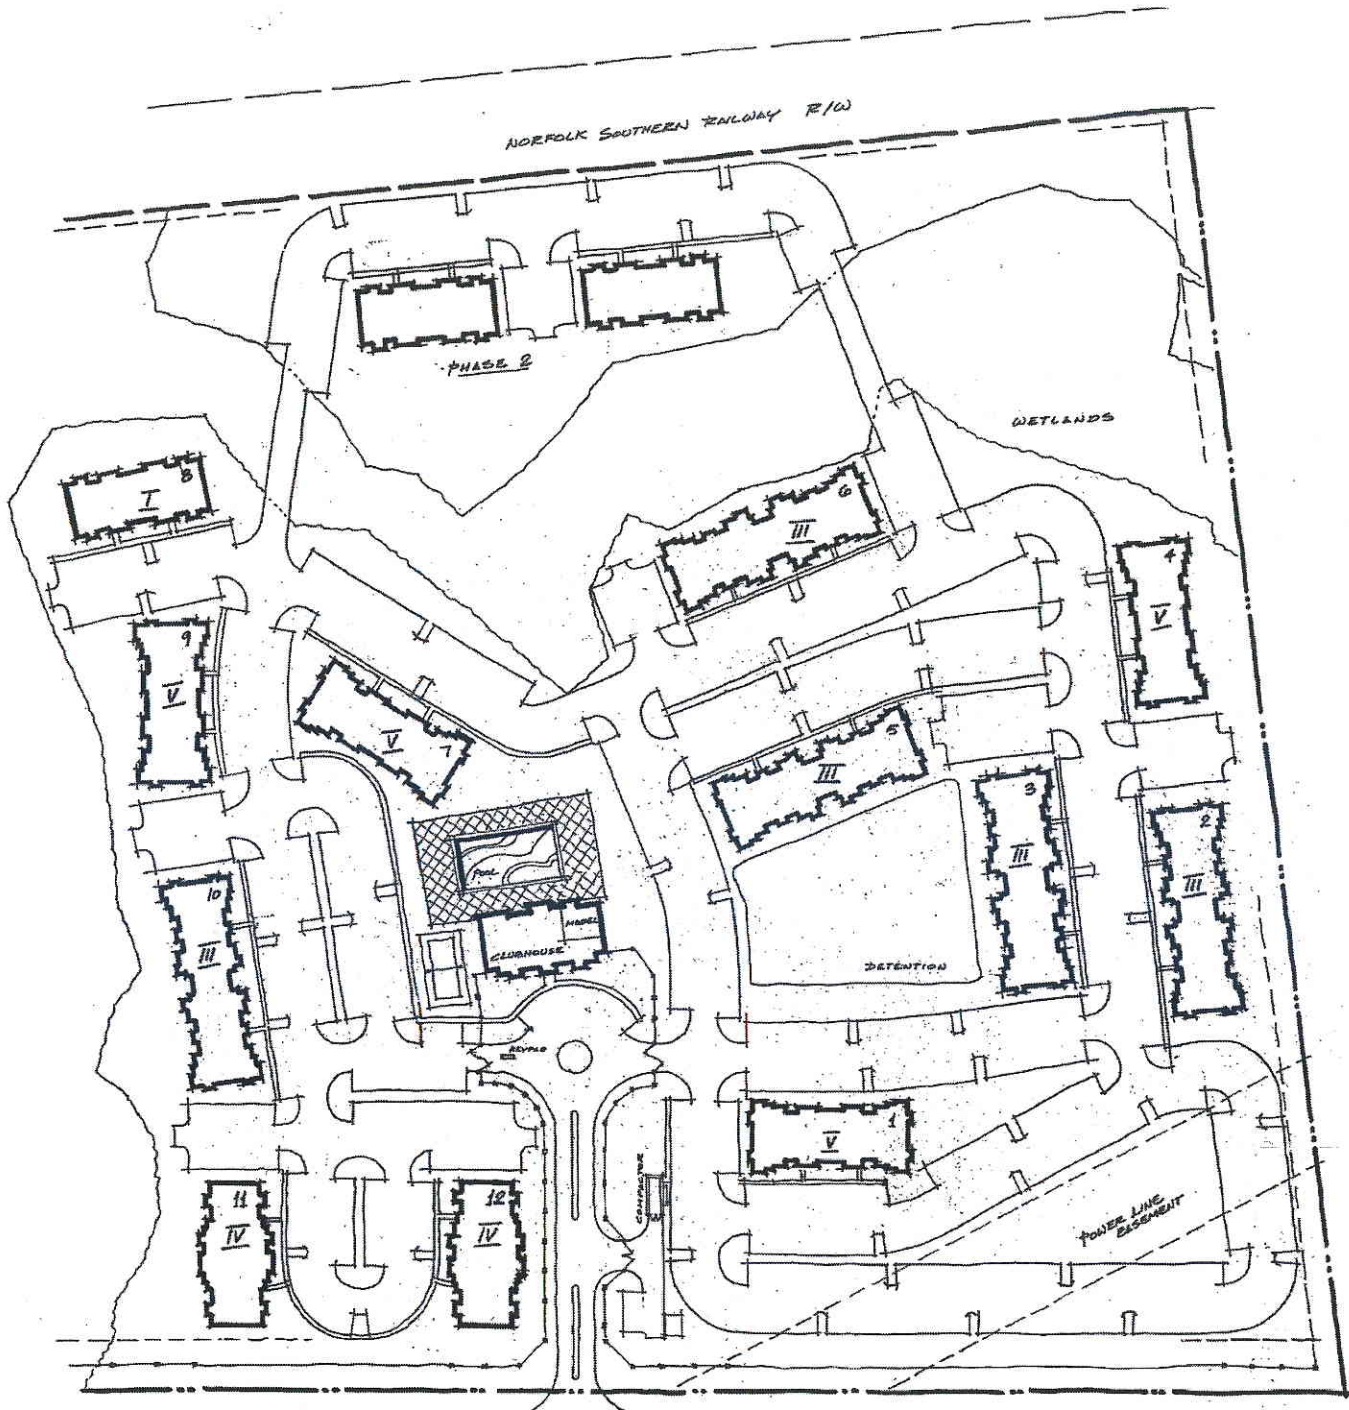 NORFOLK SOUTHERN RAILWAY R/W
PHASE 2
WETLANDS
8
I
6
III
4
V
9
V
V
7
5
III
3
III
2
III
POOL
MODEL
CLUBHOUSE
10
III
DETENTION
KEYPAD
1
V
COMPACTOR
11
IV
12
IV
POWER LINE
EASEMENT